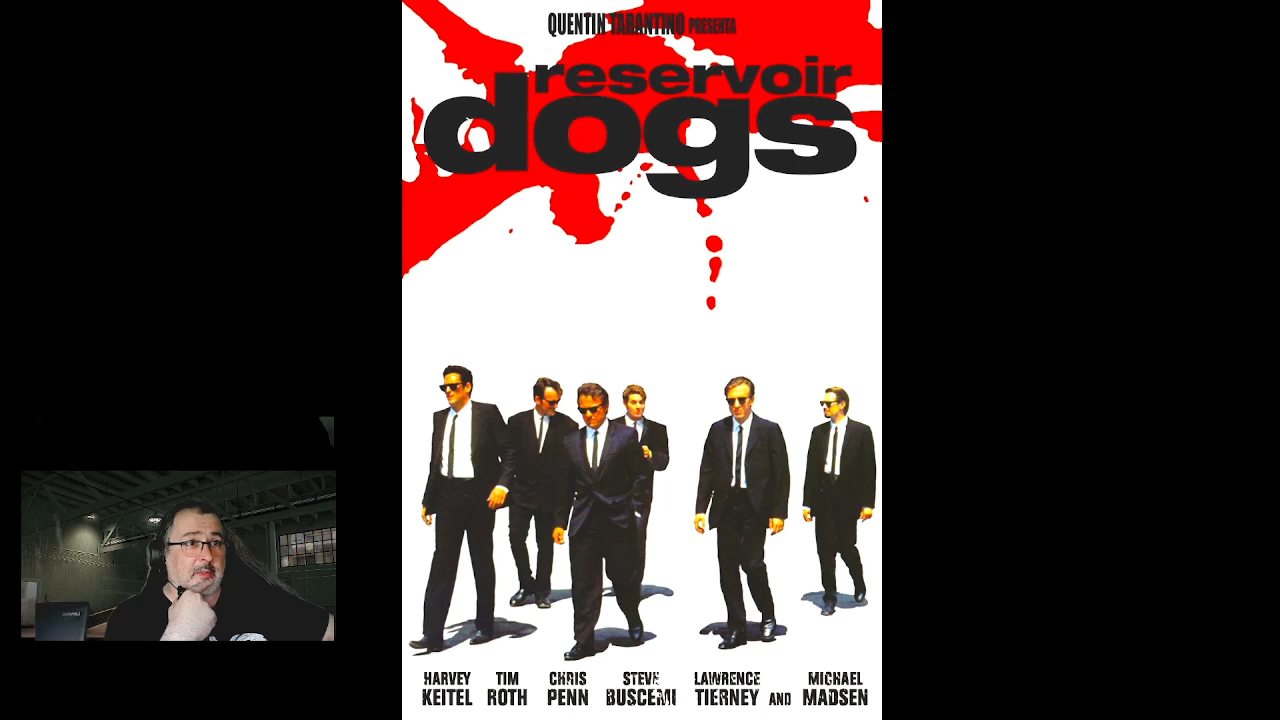 QUENTIN TARANTINO PRESENTA
reservoir
dogs
HARVEY TIM CHRIS STEVE LAWRENCE MICHAEL
KEITEL ROTH PENN BUSCEMI TIERNEY AND MADSEN